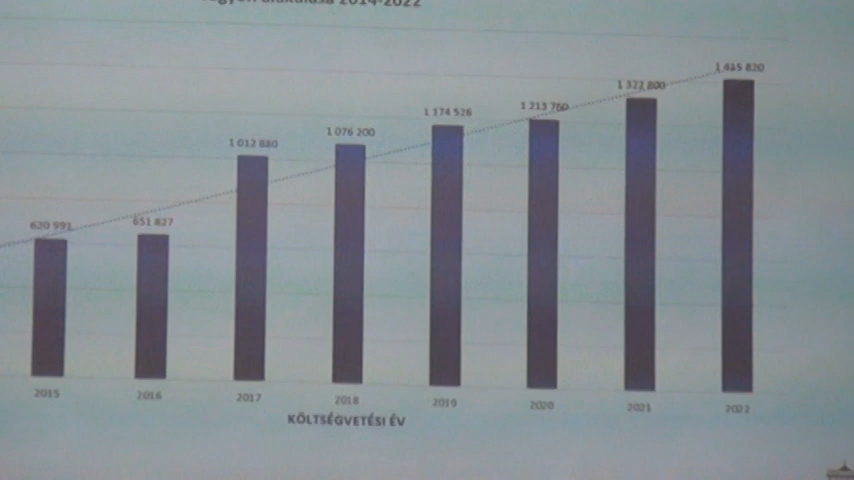 alakulása 2014-2022
1 415 820
1 322 800
1 213 760
1 174 526
1 076 200
1 012 880
651 827
620 991
2015 2016 2017 2018 2019 2020 2021 2022
KÖLTSÉGVETÉSI ÉV